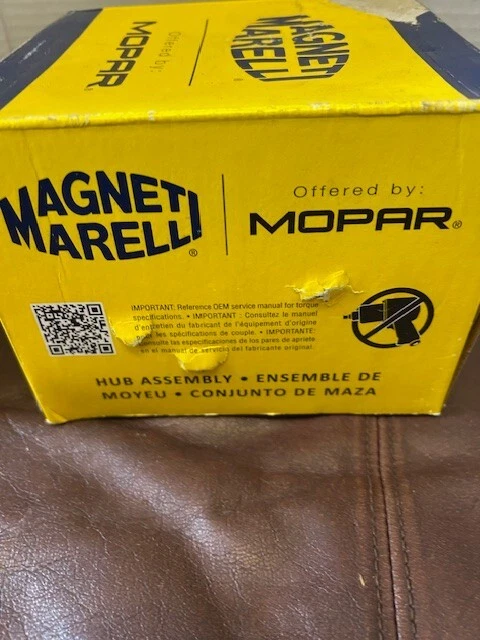 MAGNETI
MARELLI
Offered by:
MOPAR
MAGNETI
MARELLI®
Offered by:
MOPAR®
IMPORTANT: Reference OEM service manual for torque
specifications. • IMPORTANT : Consultez le manuel
d'entretien du fabricant de l'équipement d'origine
les spécifications de couple. • IMPORTANTE:
Consulte las especificaciones de los pares de apriete
en el manual de servicio del fabricante original.
HUB ASSEMBLY • ENSEMBLE DE
MOYEU • CONJUNTO DE MAZA